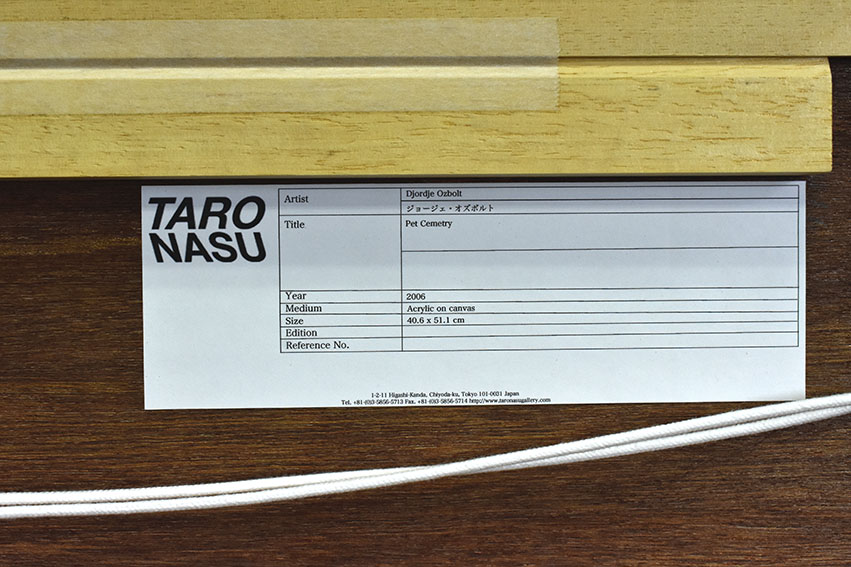 TARO
NASU
Artist
Djordje Ozbolt
ジョージェ・オズボルト
Title
Pet Cemetry
Year
2006
Medium
Acrylic on canvas
Size
40.6 x 51.1 cm
Edition
Reference No.
1-2-11 Higashi-Kanda, Chiyoda-ku, Tokyo 101-0031 Japan
Tel. +81-(0)3-5856-5713 Fax. +81-(0)3-5856-5714 http://www.taronasugallery.com